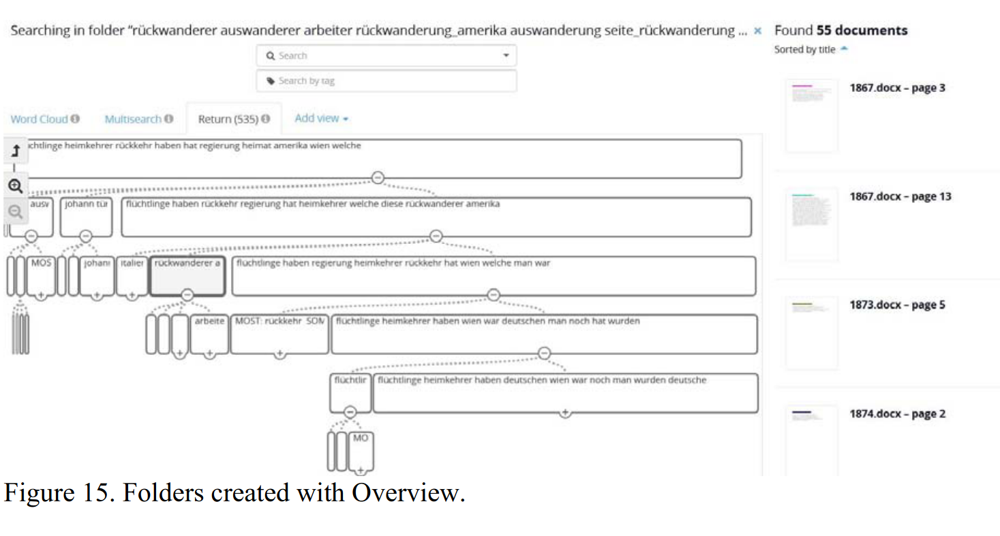 Searching in folder "rückwanderer auswanderer arbeiter rückwanderung_amerika auswanderung seite_rückwanderung ... ×
Search
Search by tag
Word Cloud Multisearch Return (535) Add view
chtlinge heimkehrer rückkehr haben hat regierung heimat amerika wien welche
ausv johann tür flüchtlinge haben rückkehr regierung hat heimkehrer welche diese rückwanderer amerika
MOS johani italier rückwanderer a flüchtlinge haben regierung heimkehrer rückkehr hat wien welche man war
arbeite MOST: rückkehr SOM flüchtlinge heimkehrer haben wien war deutschen man noch hat wurden
flüchtlir flüchtlinge heimkehrer haben deutschen wien war noch man wurden deutsche
MO
Found 55 documents
Sorted by title
1867.docx – page 3
1867.docx – page 13
1873.docx – page 5
1874.docx – page 2
Figure 15. Folders created with Overview.